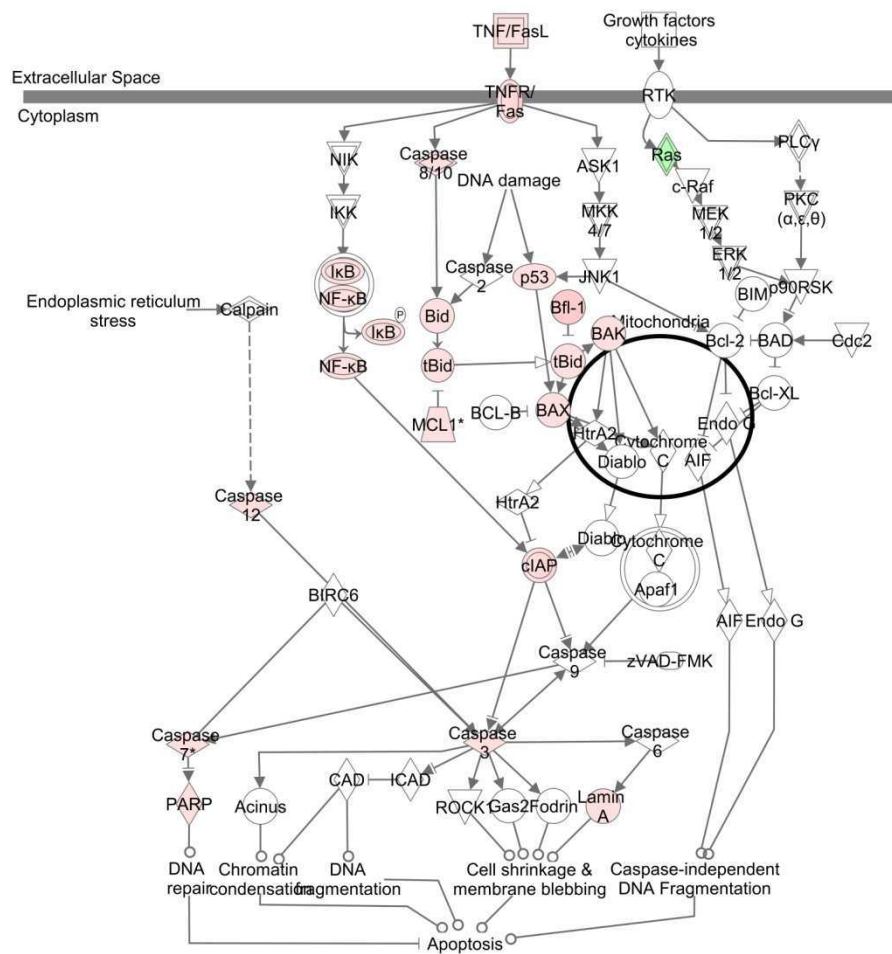 TNF/FasL
Growth factors
cytokines
Extracellular Space
TNFR/
Fas
RTK
Cytoplasm
NIK
Caspase
8/10
ASK1
Ras
PLCγ
DNA damage
c-Raf
IKK
MKK
4/7
MEK
1/2
PKC
(α,ε,θ)
ERK
1/2
IκB
NF-κB
Caspase
2
p53
JNK1
BIM
p90RSK
Endoplasmic reticulum
stress
Calpain
P
IκB
Bid
Bfl-1
Mitochondria
BAK
Bcl-2
BAD
Cdc2
NF-κB
tBid
tBid
MCL1*
BCL-B
BAX
Bcl-XL
HtrA2
Endo G
Cytochrome
C
Diablo
AIF
Caspase
12
HtrA2
Diablo
Cytochrome
C
cIAP
Apaf1
BIRC6
AIF
Endo G
Caspase
9
zVAD-FMK
Caspase
7*
Caspase
3
Caspase
6
CAD
ICAD
PARP
Acinus
ROCK1
Gas2
Fodrin
Lamin
A
DNA
repair
Chromatin
condensation
DNA
fragmentation
Cell shrinkage &
membrane blebbing
Caspase-independent
DNA Fragmentation
Apoptosis